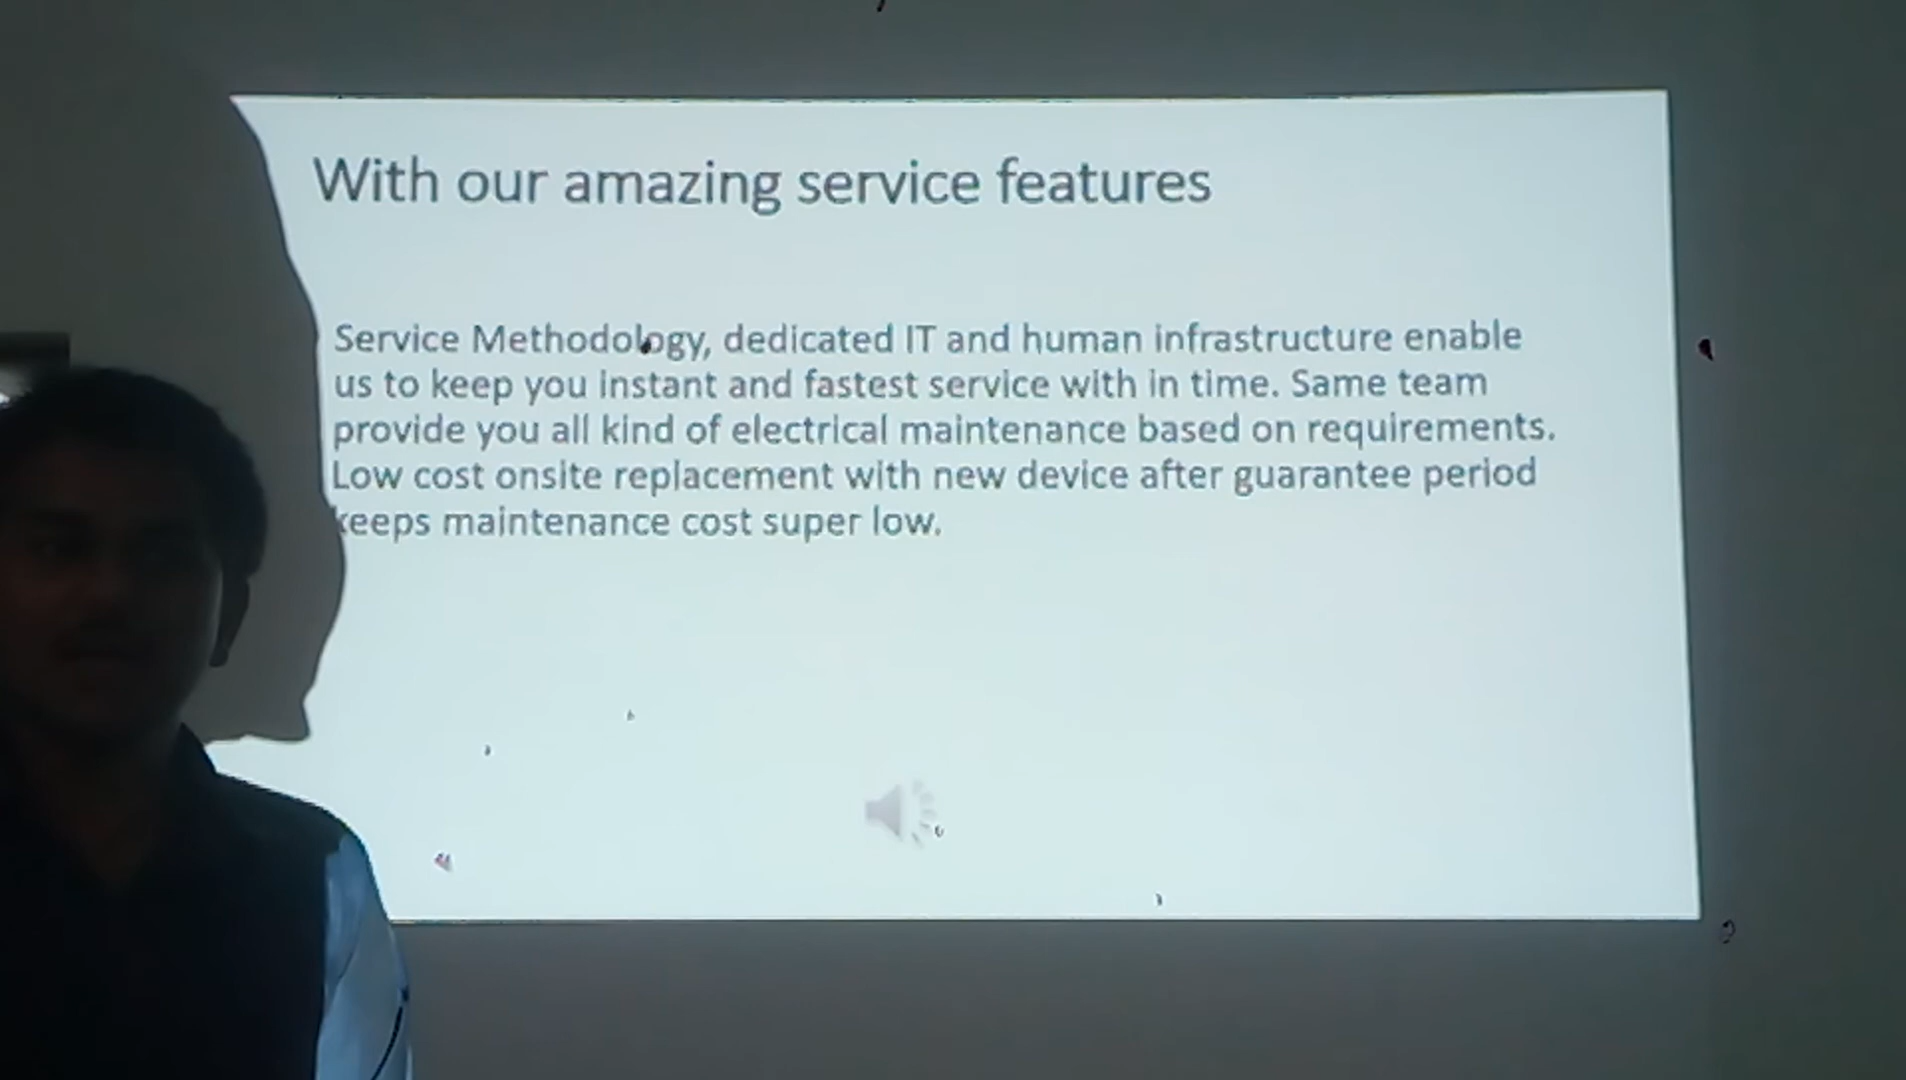 With our amazing service features
Service Methodology, dedicated IT and human infrastructure enable
us to keep you instant and fastest service with in time. Same team
provide you all kind of electrical maintenance based on requirements.
Low cost onsite replacement with new device after guarantee period
keeps maintenance cost super low.